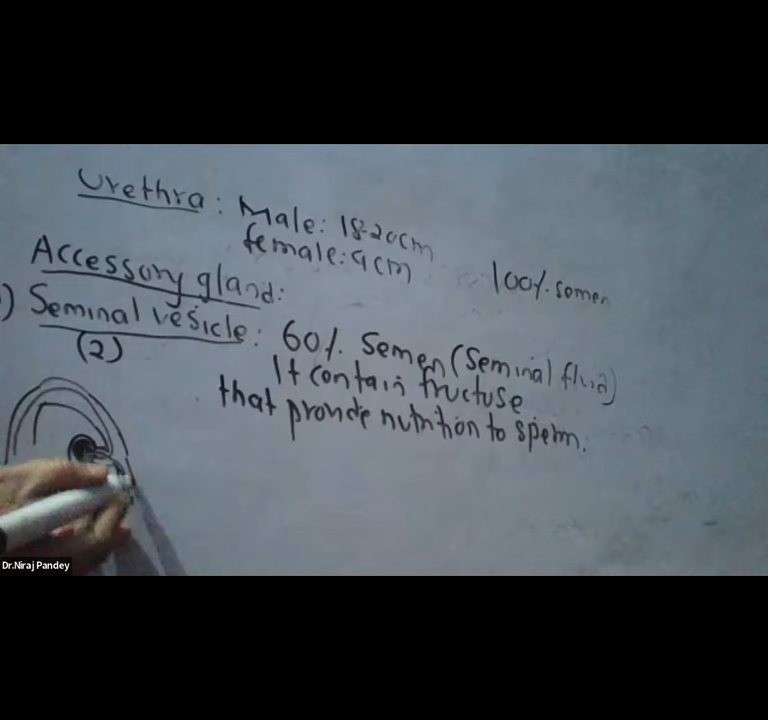 Urethra: Male: 18-20cm
female: 4cm
100% semen
Accessory gland:
) Seminal vesicle: 60% Semen (Seminal fluid)
(2)
It contain fructuse
that provide nutrition to sperm.
Dr.Niraj Pandey